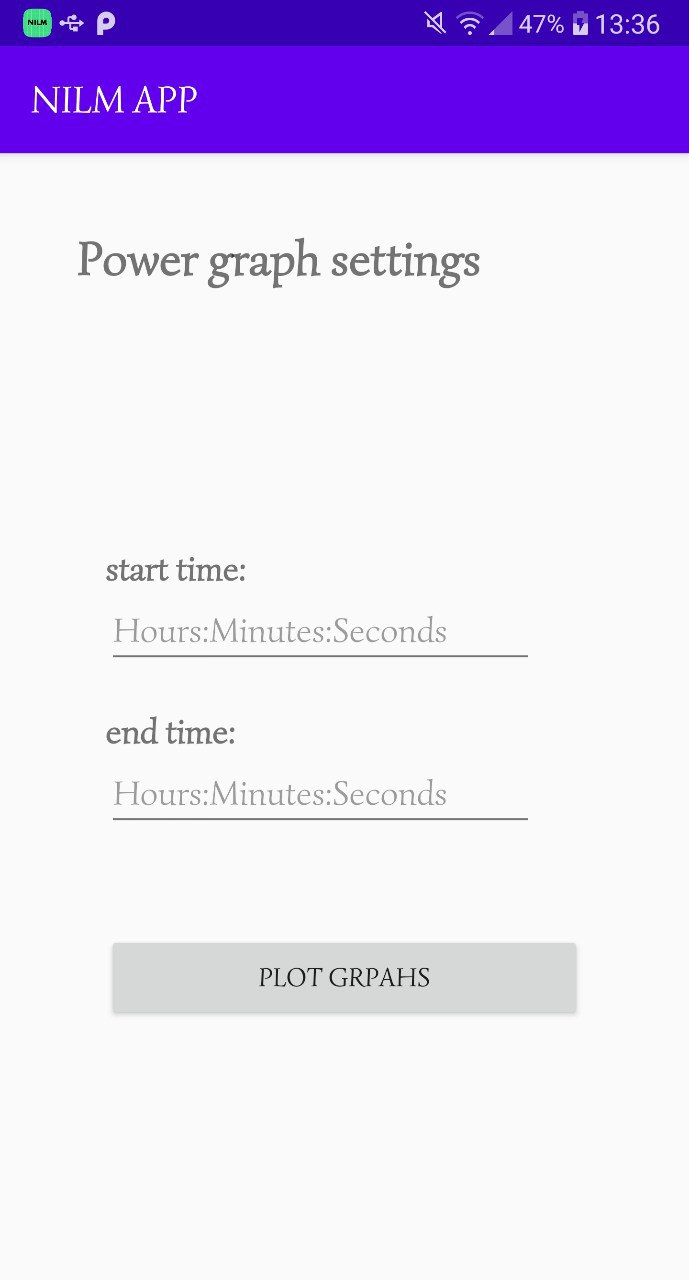 NILM
47%
13:36
NILM APP
Power graph settings
start time:
Hours:Minutes:Seconds
end time:
Hours:Minutes:Seconds
PLOT GRPAHS